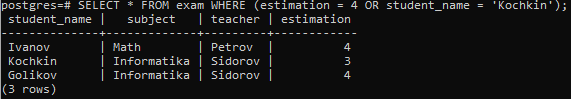 postgres=# SELECT * FROM exam WHERE (estimation = 4 OR student_name = 'Kochkin');
 student_name |   subject   | teacher | estimation
--------------+-------------+---------+------------
 Ivanov       | Math        | Petrov  |          4
 Kochkin      | Informatika | Sidorov |          3
 Golikov      | Informatika | Sidorov |          4
(3 rows)